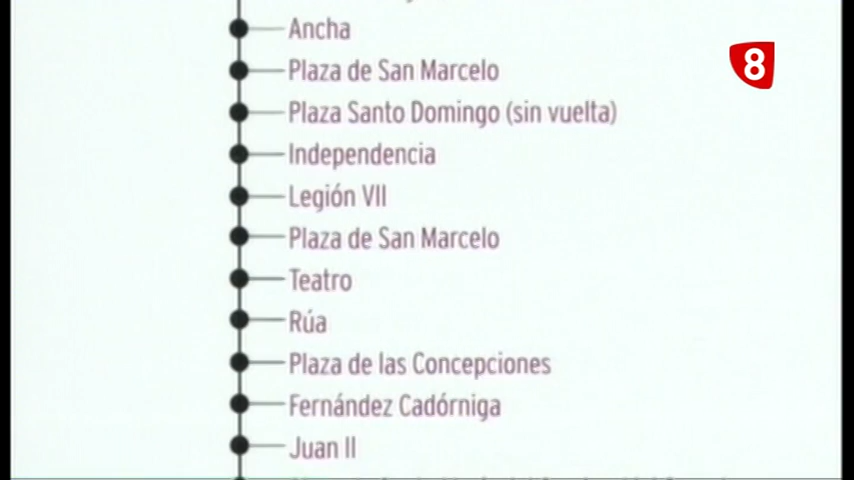 Ancha
8
Plaza de San Marcelo
Plaza Santo Domingo (sin vuelta)
Independencia
Legión VII
Plaza de San Marcelo
Teatro
Rúa
Plaza de las Concepciones
Fernández Cadórniga
Juan II